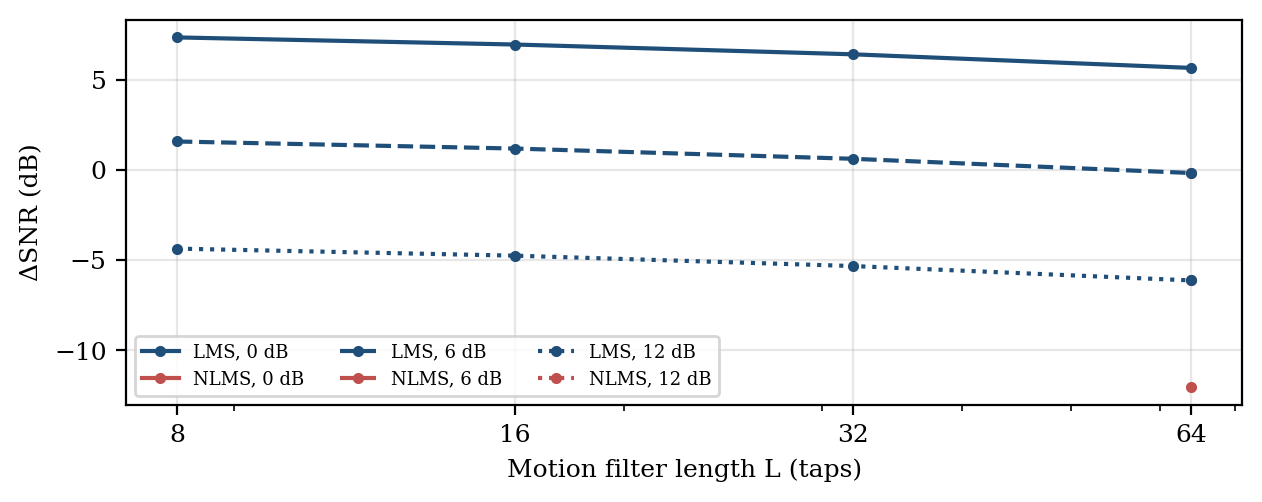 ΔSNR (dB)
5
0
−5
−10
LMS, 0 dB LMS, 6 dB LMS, 12 dB
NLMS, 0 dB NLMS, 6 dB NLMS, 12 dB
8 16 32 64
Motion filter length L (taps)